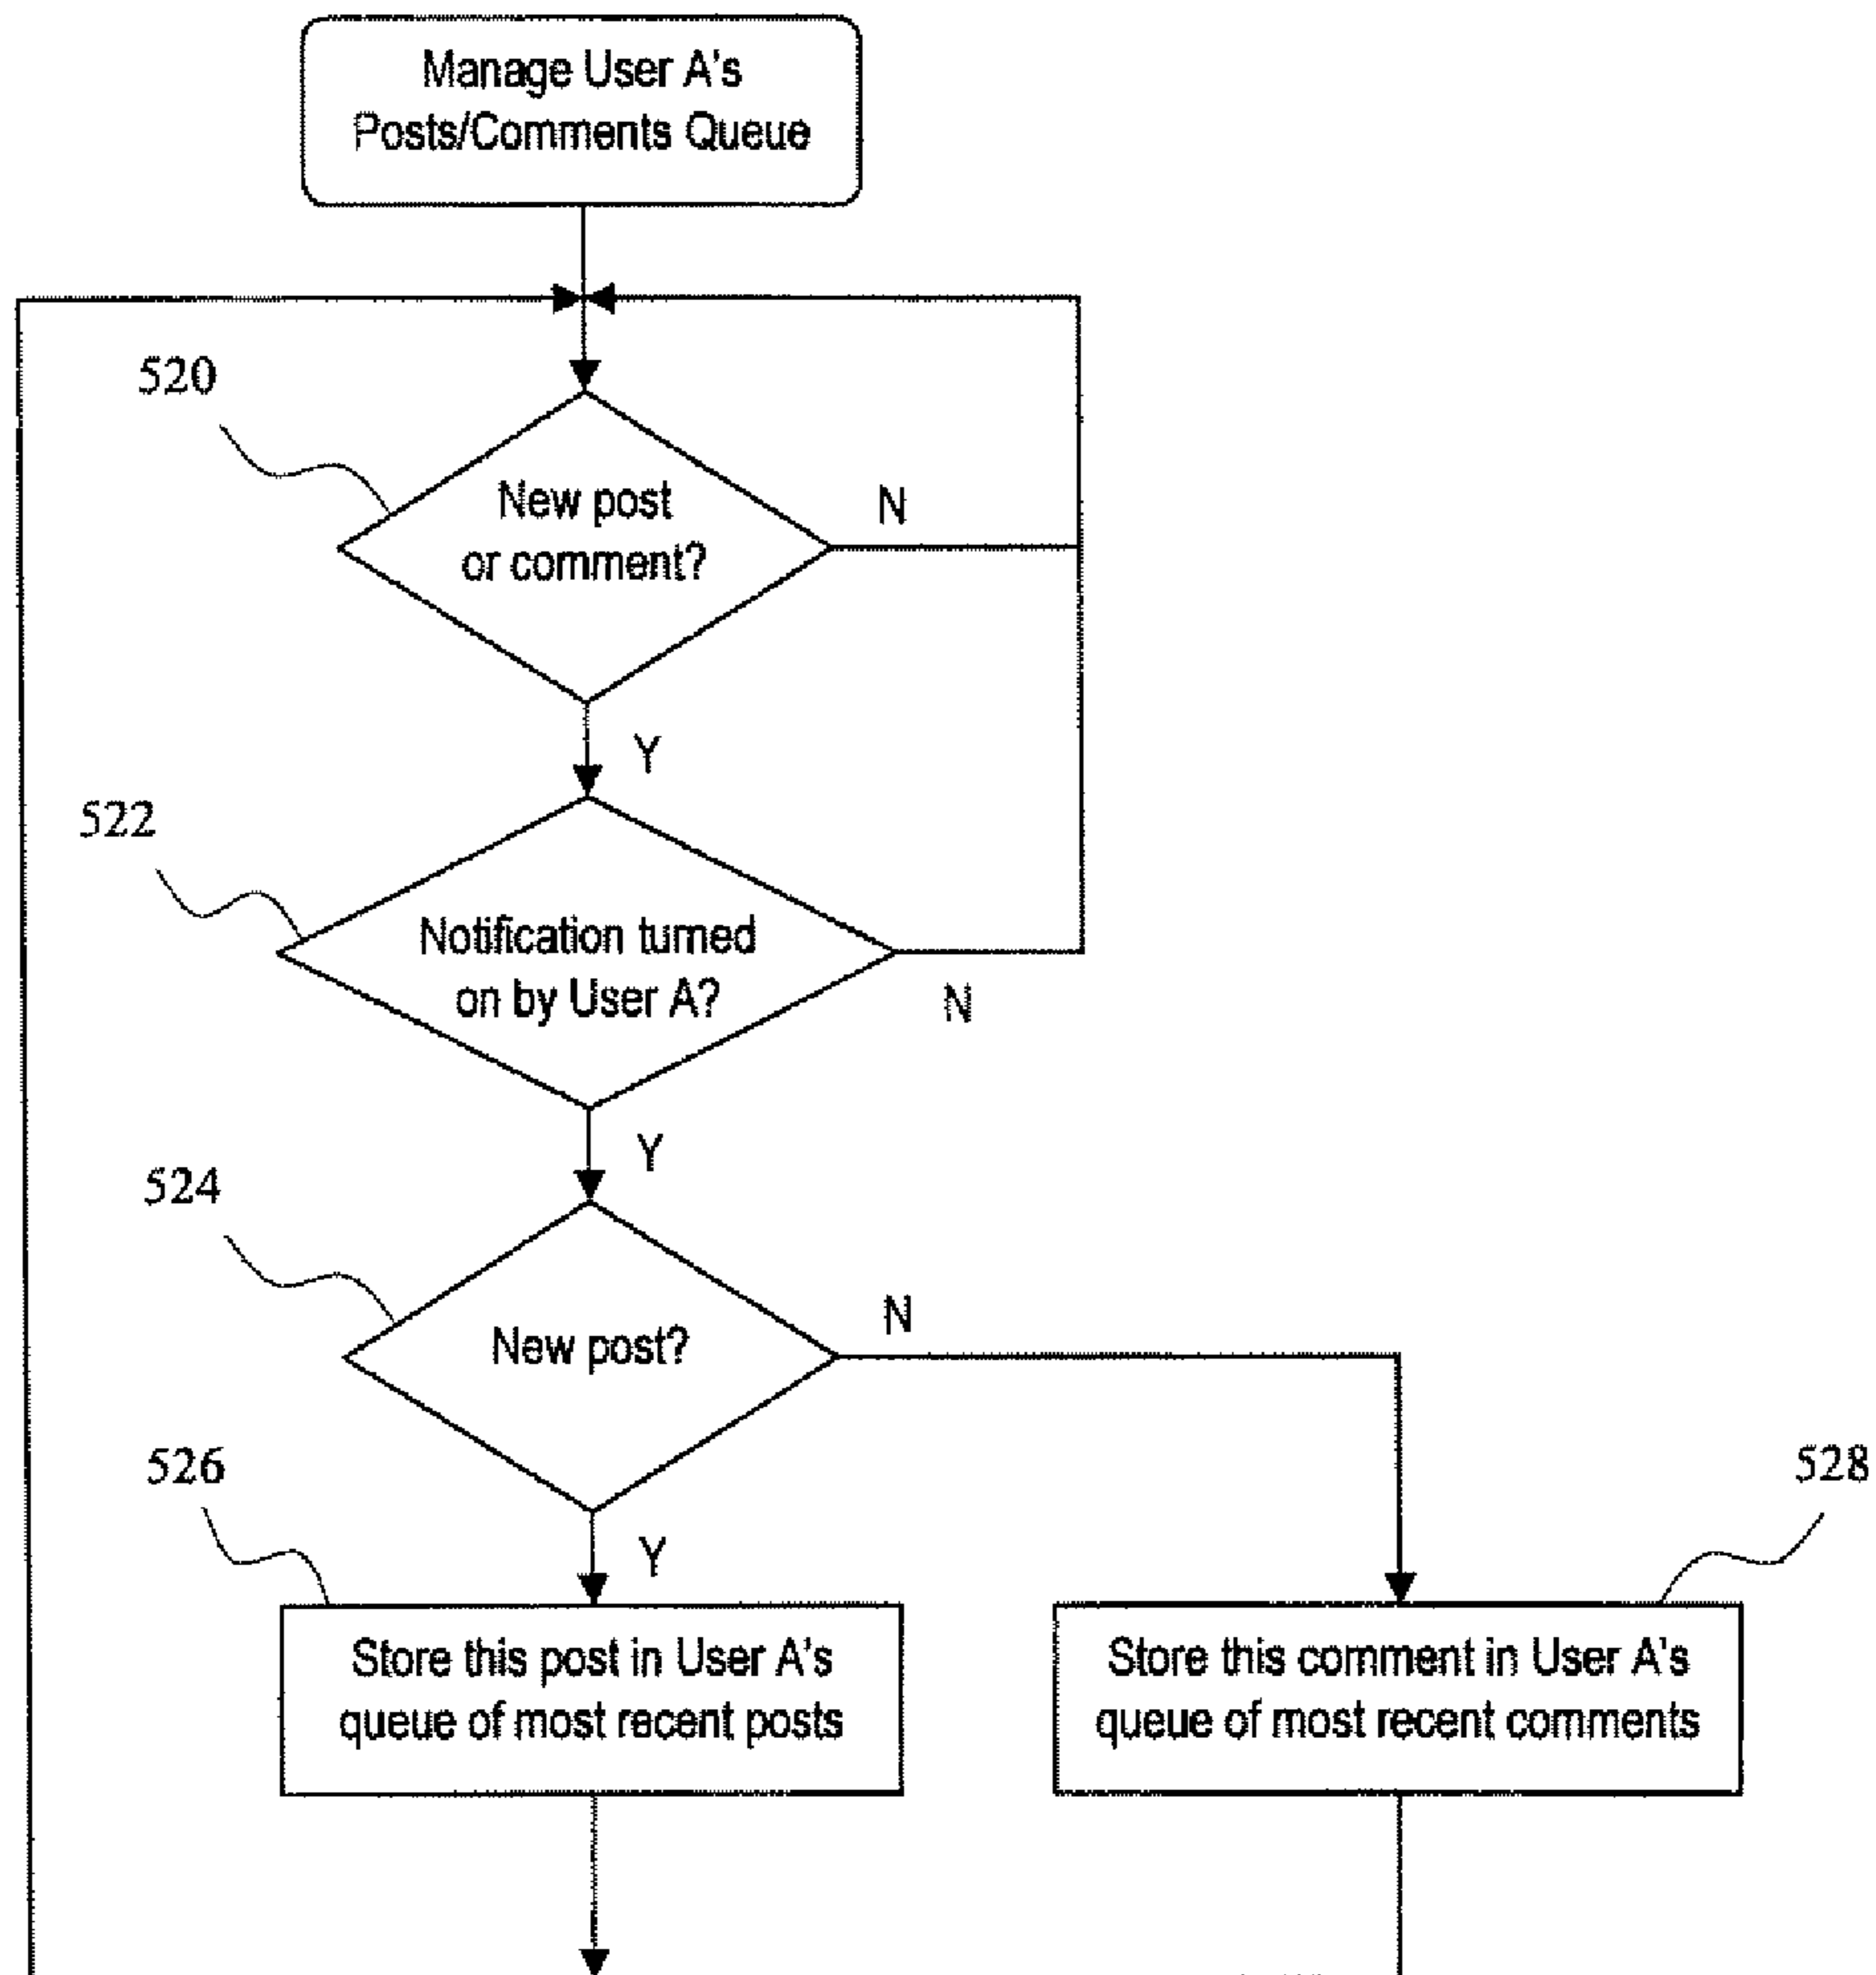 Manage User A's
Posts/Comments Queue
520
New post
or comment?
N
Y
522
Notification turned
on by User A?
N
Y
524
New post?
N
Y
526
528
Store this post in User A's
queue of most recent posts
Store this comment in User A's
queue of most recent comments